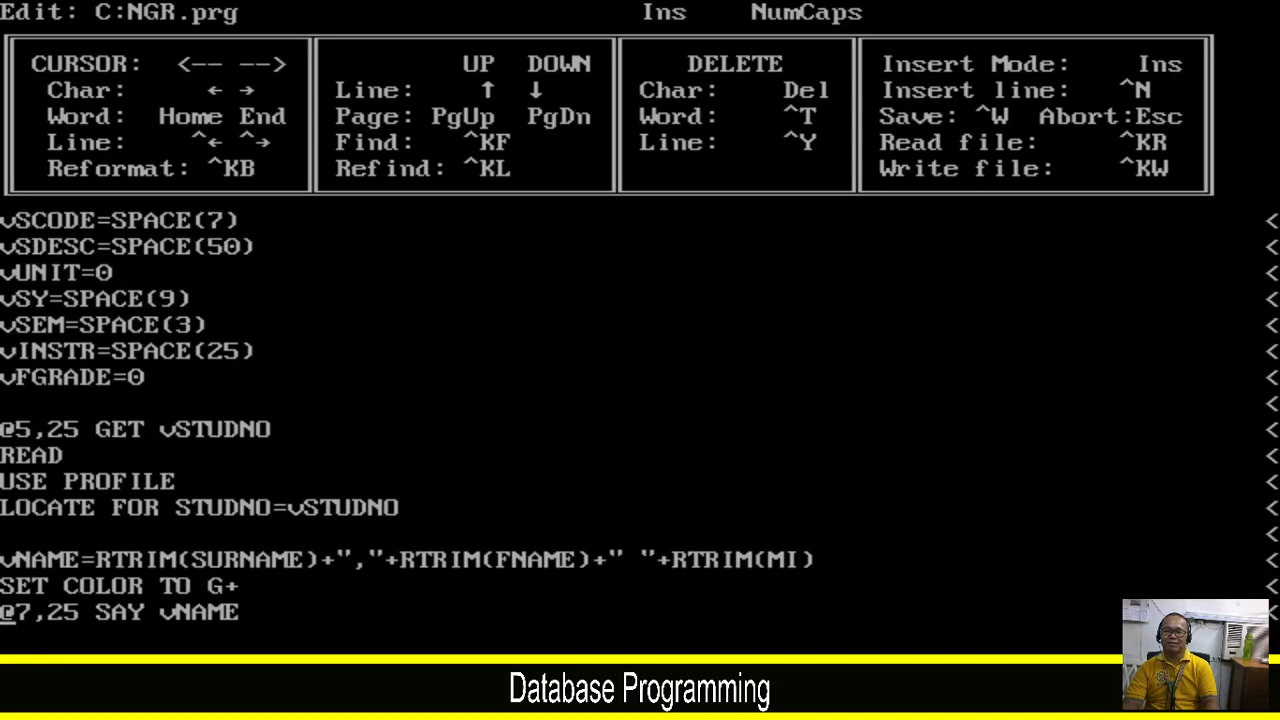 Edit: C:NGR.prg Ins NumCaps
CURSOR: <-- --> UP DOWN DELETE Insert Mode: Ins
Char: ← → Line: ↑ ↓ Char: Del Insert line: ^N
Word: Home End Page: PgUp PgDn Word: ^T Save: ^W Abort:Esc
Line: ^← ^→ Find: ^KF Line: ^Y Read file: ^KR
Reformat: ^KB Refind: ^KL Write file: ^KW
vSCODE=SPACE(7) <
vSDESC=SPACE(50) <
vUNIT=0 <
vSY=SPACE(9) <
vSEM=SPACE(3) <
vINSTR=SPACE(25) <
vFGRADE=0 <
<
@5,25 GET vSTUDNO <
READ <
USE PROFILE <
LOCATE FOR STUDNO=vSTUDNO <
<
vNAME=RTRIM(SURNAME)+","+RTRIM(FNAME)+" "+RTRIM(MI) <
SET COLOR TO G+ <
@7,25 SAY vNAME <
Database Programming